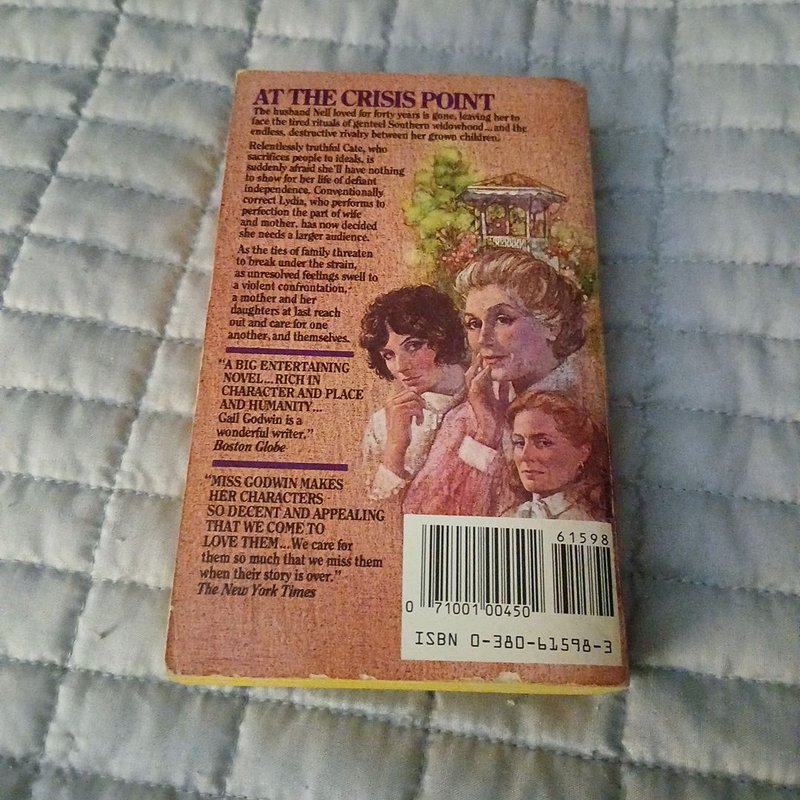 AT THE CRISIS POINT
The husband Nell loved for forty years is gone, leaving her to
face the tired rituals of genteel Southern widowhood...and the
endless, destructive rivalry between her grown children.
Relentlessly truthful Cate, who
sacrifices people to ideals, is
suddenly afraid she'll have nothing
to show for her life of defiant
independence. Conventionally
correct Lydia, who performs to
perfection the part of wife
and mother, has now decided
she needs a larger audience.
As the ties of family threaten
to break under the strain,
as unresolved feelings swell to
a violent confrontation,
a mother and her
daughters at last reach
out and care for one
another, and themselves.
"A BIG ENTERTAINING
NOVEL...RICH IN
CHARACTER AND PLACE
AND HUMANITY...
Gail Godwin is a
wonderful writer."
Boston Globe
"MISS GODWIN MAKES
HER CHARACTERS
SO DECENT AND APPEALING
THAT WE COME TO
LOVE THEM...We care for
them so much that we miss them
when their story is over."
The New York Times
61598
0 71001 00450
ISBN 0-380-61598-3